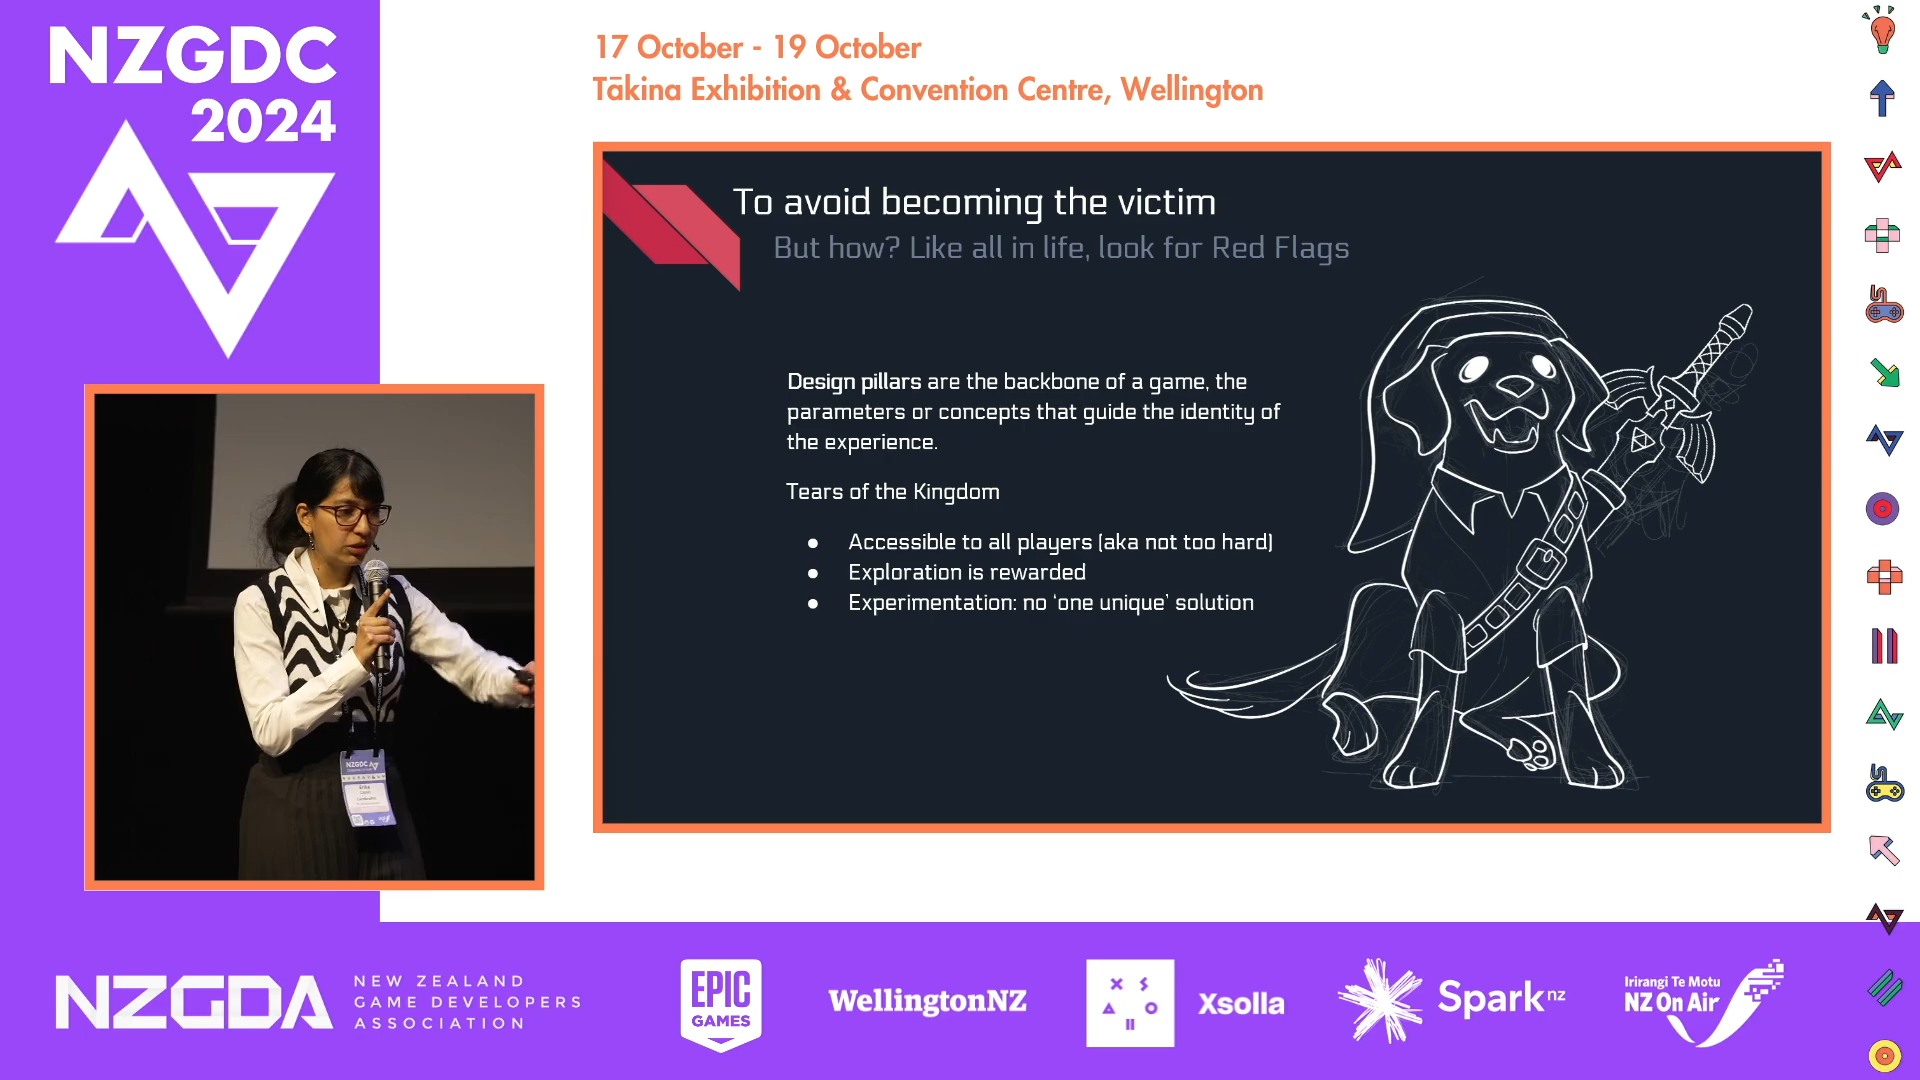 NZGDC
2024
17 October - 19 October
Tākina Exhibition & Convention Centre, Wellington
To avoid becoming the victim
But how? Like all in life, look for Red Flags
Design pillars are the backbone of a game, the
parameters or concepts that guide the identity of
the experience.
Tears of the Kingdom
● Accessible to all players (aka not too hard)
● Exploration is rewarded
● Experimentation: no ‘one unique’ solution
NZGDC
Erika
NZGDA
NEW ZEALAND
GAME DEVELOPERS
ASSOCIATION
EPIC
GAMES
WellingtonNZ
Xsolla
Spark nz
Irirangi Te Motu
NZ On Air